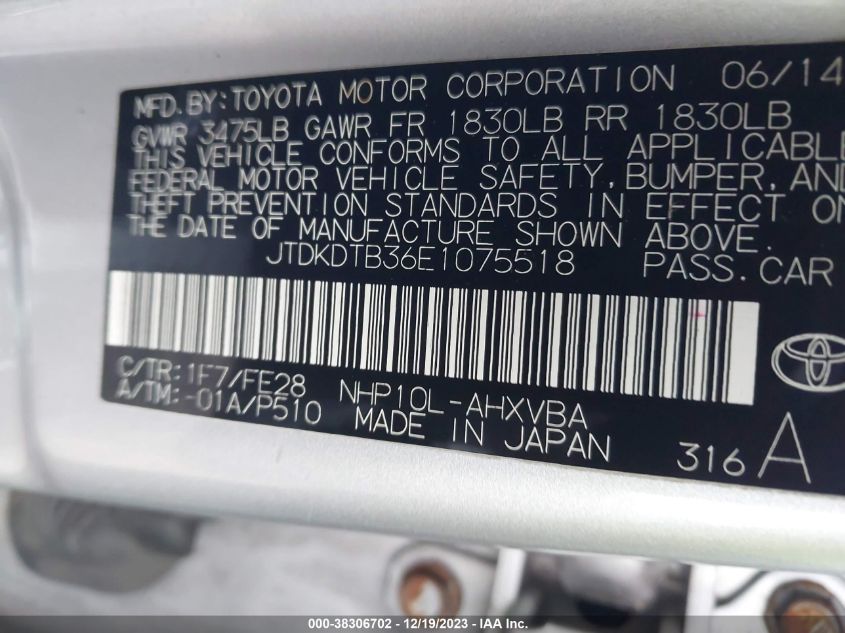 MFD. BY: TOYOTA MOTOR CORPORATION 06/14
GVWR 3475LB GAWR FR 1830LB RR 1830LB
THIS VEHICLE CONFORMS TO ALL APPLICABLE
FEDERAL MOTOR VEHICLE SAFETY, BUMPER, AND
THEFT PREVENTION STANDARDS IN EFFECT ON
THE DATE OF MANUFACTURE SHOWN ABOVE.
JTDKDTB36E1075518 PASS. CAR
C/TR: 1F7/FE28 NHP10L-AHXVBA
A/TM: -01A/P510 MADE IN JAPAN
316 A
000-38306702 - 12/19/2023 - © IAA Inc.